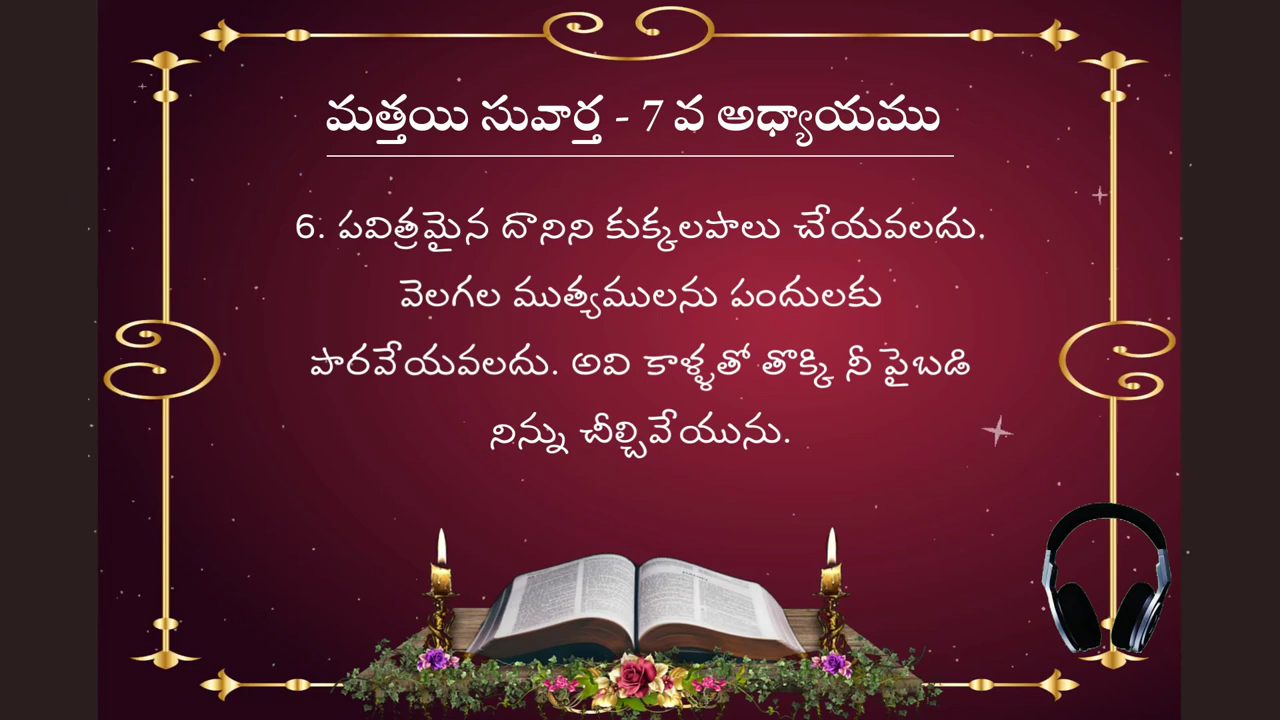 మత్తయి సువార్త - 7 వ అధ్యాయము
6. పవిత్రమైన దానిని కుక్కలపాలు చేయవలదు.
వెలగల ముత్యములను పందులకు
పారవేయవలదు. అవి కాళ్ళతో తొక్కి నీ పైబడి
నిన్ను చీల్చివేయును.